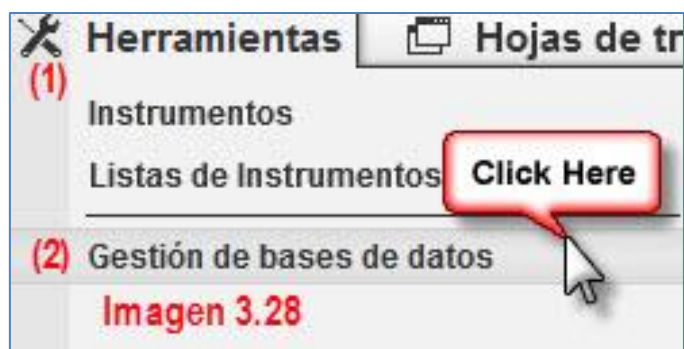 Herramientas Hojas de tr
(1)
Instrumentos
Listas de Instrumentos Click Here
(2) Gestión de bases de datos
Imagen 3.28